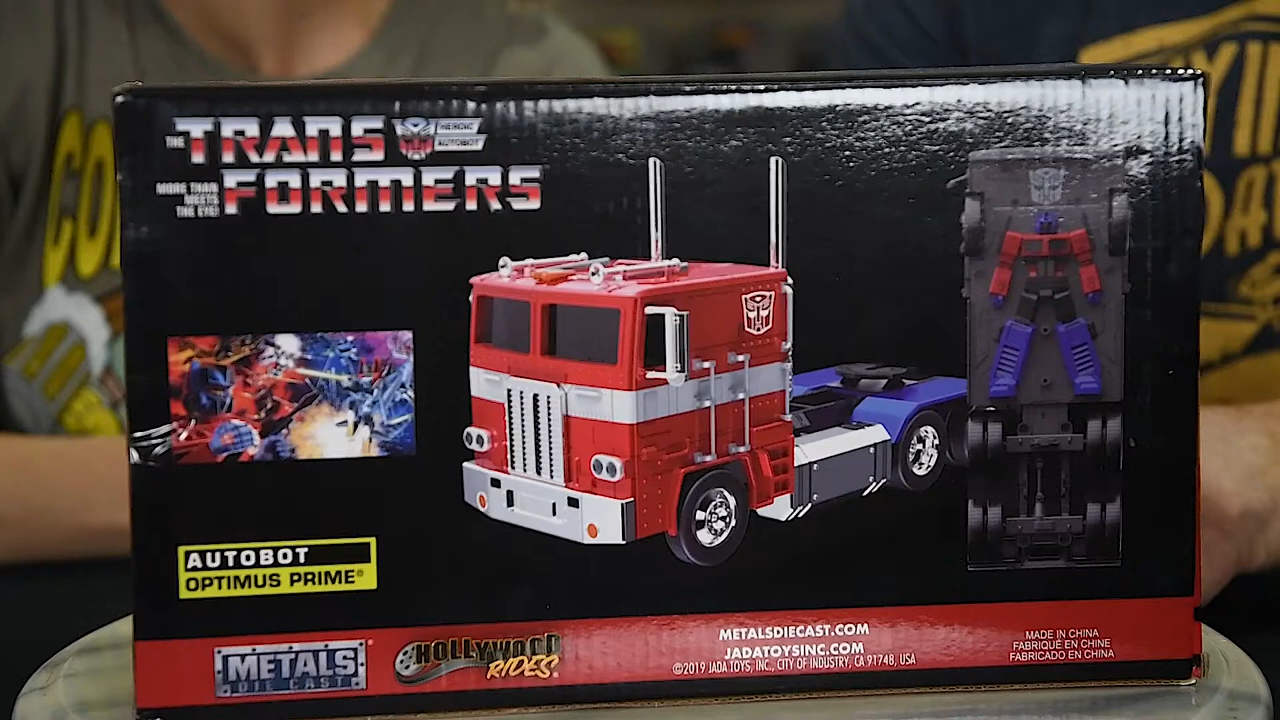 THE TRANS HEROIC AUTOBOT
MORE THAN MEETS THE EYE! FORMERS
AUTOBOT
OPTIMUS PRIME®
METALS
DIE CAST
HOLLYWOOD
RIDES®
METALSDIECAST.COM
JADATOYSINC.COM
©2019 JADA TOYS, INC., CITY OF INDUSTRY, CA 91748, USA
MADE IN CHINA
FABRIQUÉ EN CHINE
FABRICADO EN CHINA